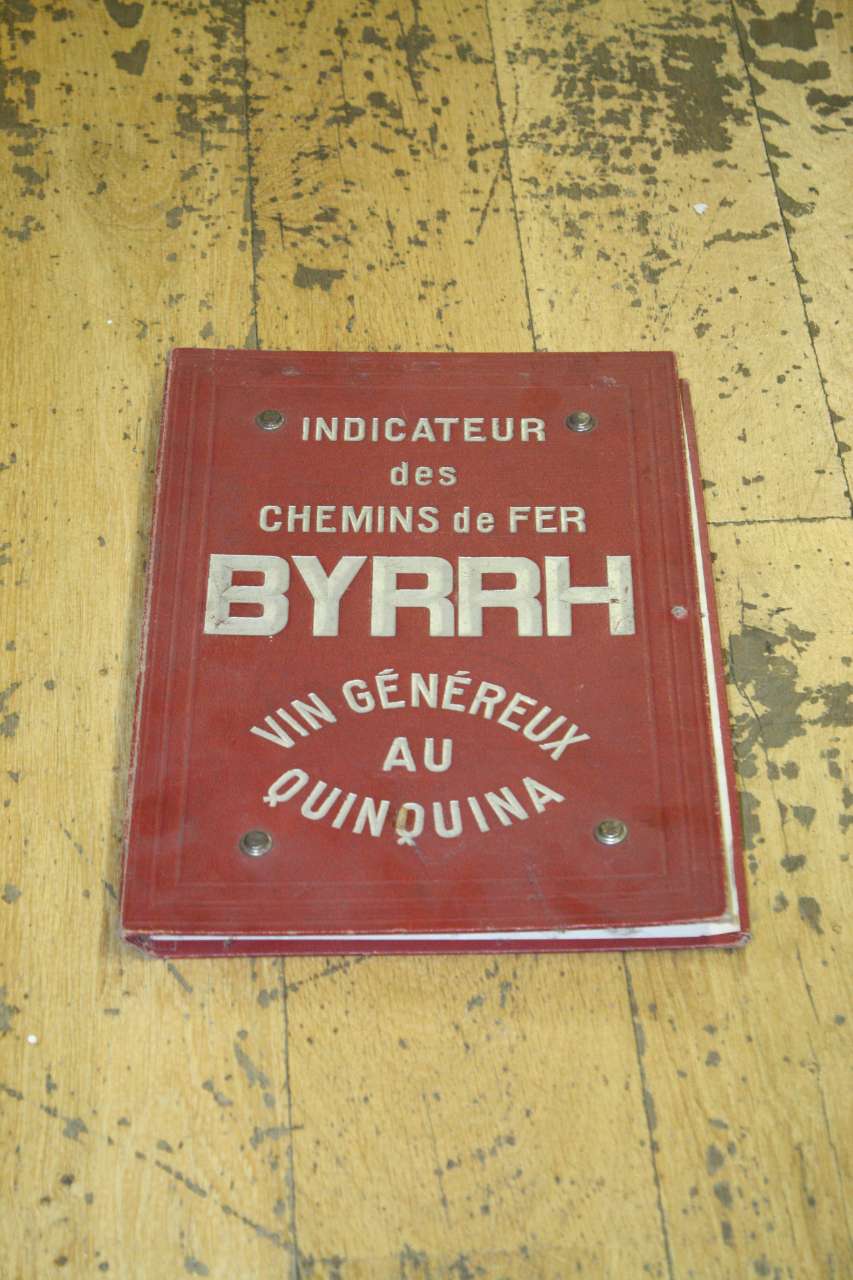 INDICATEUR
des
CHEMINS de FER
BYRRH
VIN GÉNÉREUX
AU
QUINQUINA